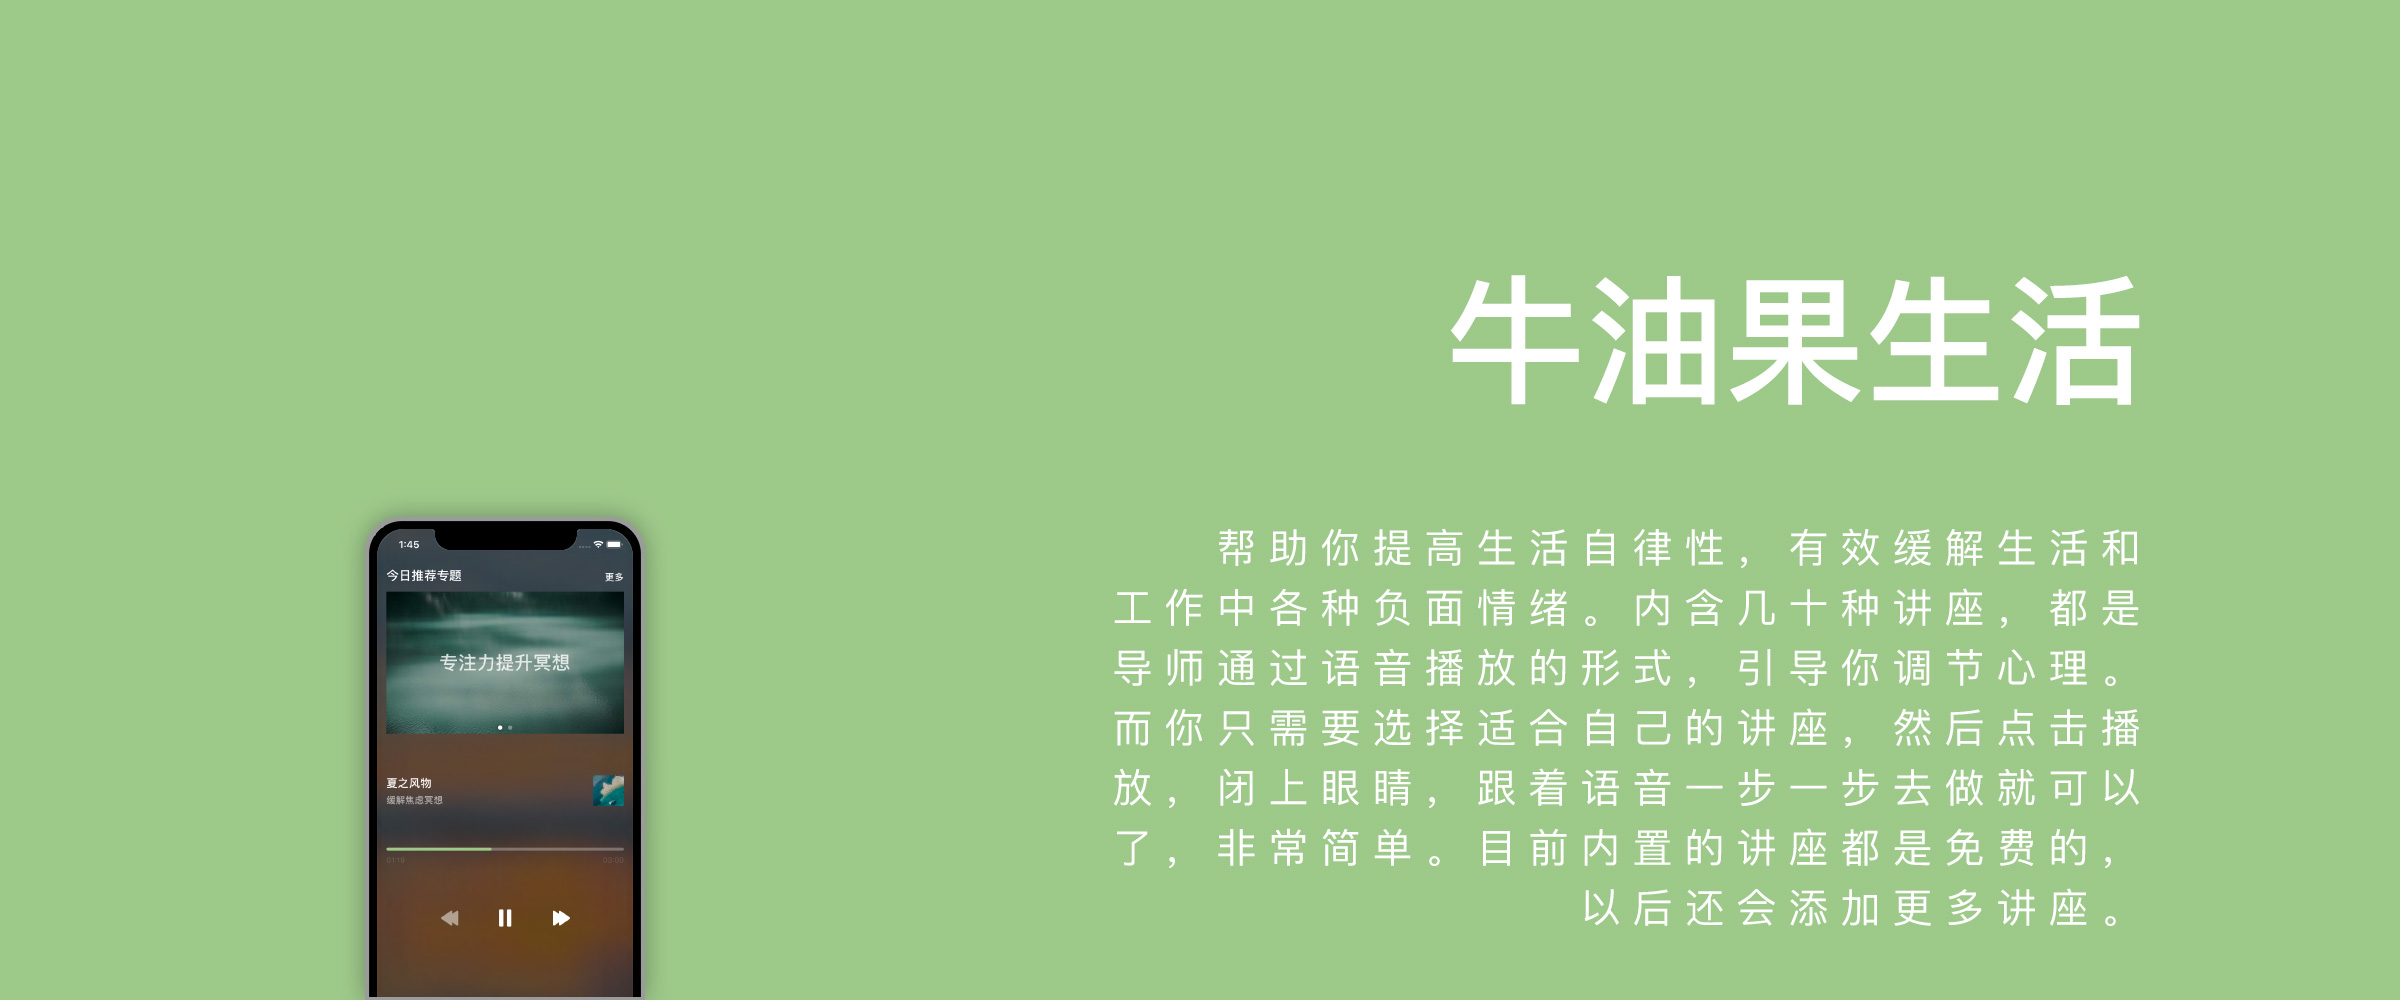 牛油果生活
帮助你提高生活自律性，有效缓解生活和
工作中各种负面情绪。内含几十种讲座，都是
导师通过语音播放的形式，引导你调节心理。
而你只需要选择适合自己的讲座，然后点击播
放，闭上眼睛，跟着语音一步一步去做就可以
了，非常简单。目前内置的讲座都是免费的，
以后还会添加更多讲座。
1:45
今日推荐专题
更多
专注力提升冥想
夏之风物
缓解焦虑冥想
03:00